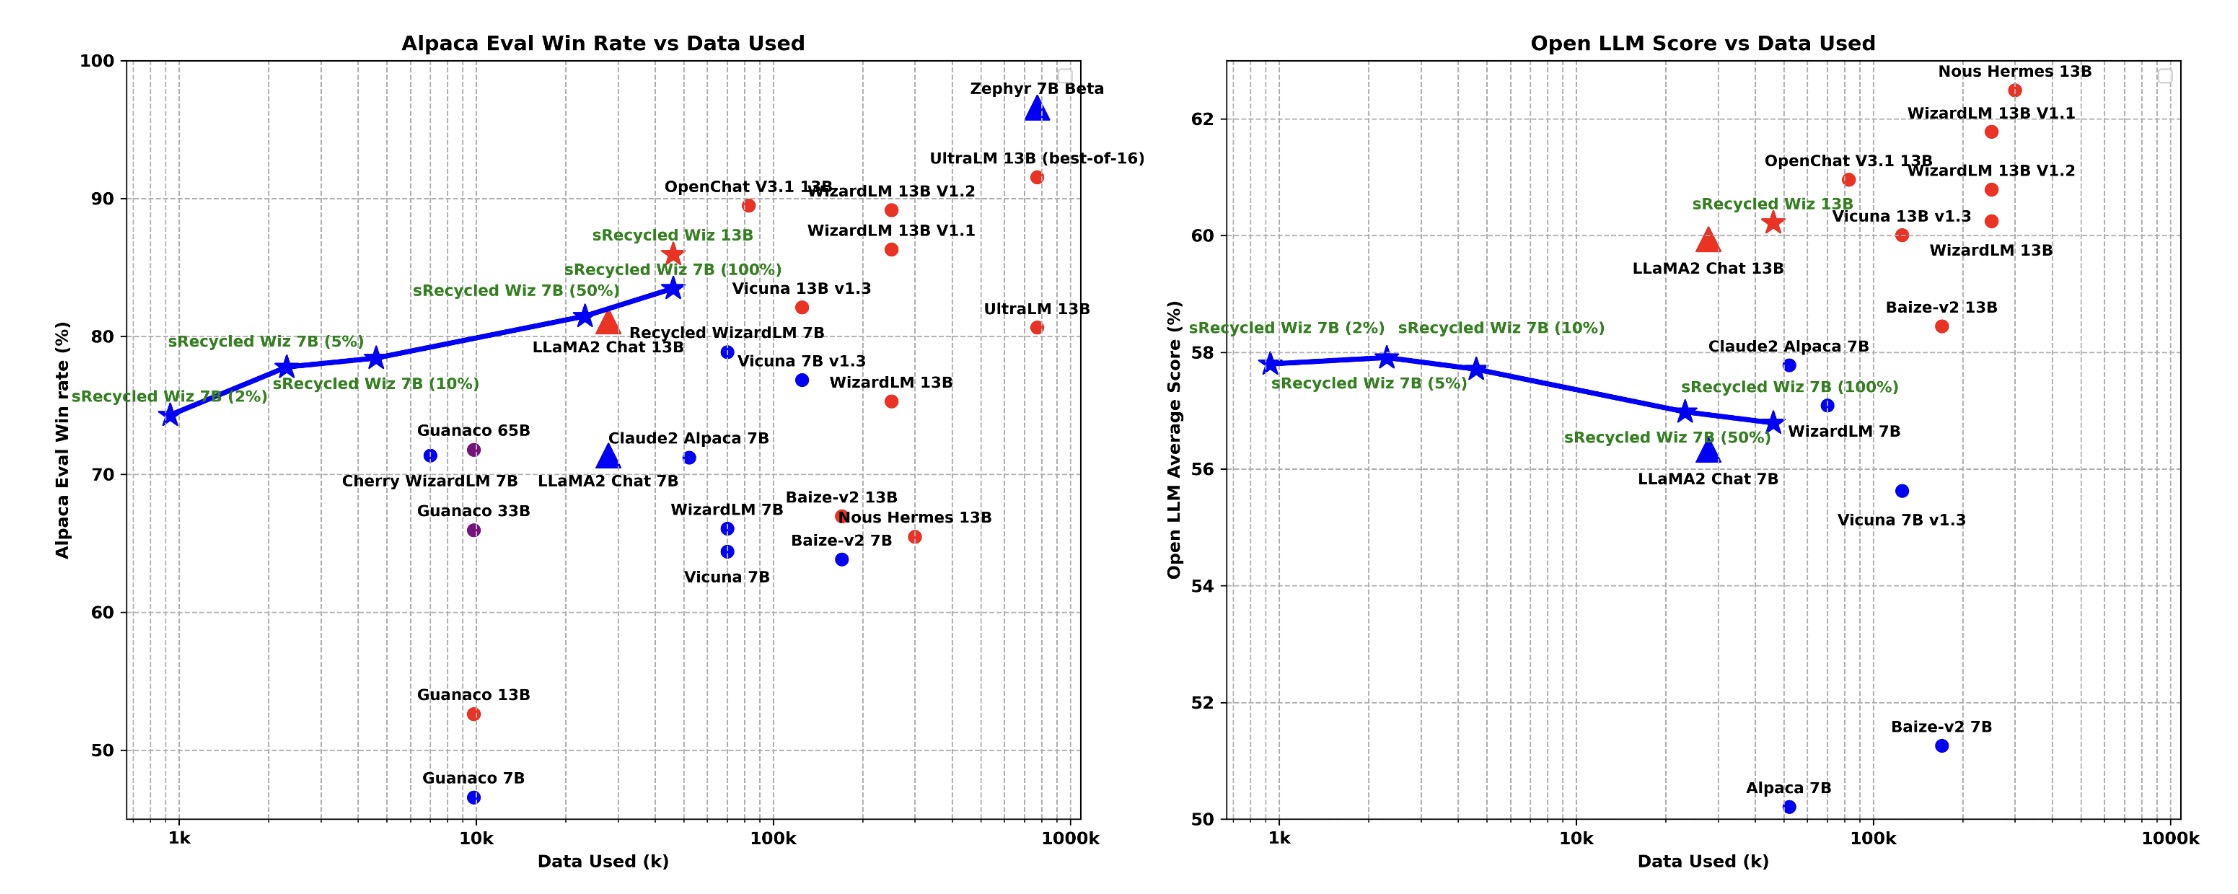 Alpaca Eval Win Rate vs Data Used
100
90
80
70
60
50
Alpaca Eval Win rate (%)
Zephyr 7B Beta
UltraLM 13B (best-of-16)
OpenChat V3.1 13B
WizardLM 13B V1.2
WizardLM 13B V1.1
sRecycled Wiz 13B
sRecycled Wiz 7B (100%)
sRecycled Wiz 7B (50%)
Vicuna 13B v1.3
UltraLM 13B
Recycled WizardLM 7B
sRecycled Wiz 7B (5%)
LLaMA2 Chat 13B
Vicuna 7B v1.3
sRecycled Wiz 7B (10%)
WizardLM 13B
sRecycled Wiz 7B (2%)
Guanaco 65B
Claude2 Alpaca 7B
Cherry WizardLM 7B
LLaMA2 Chat 7B
Baize-v2 13B
Guanaco 33B
WizardLM 7B
Nous Hermes 13B
Baize-v2 7B
Vicuna 7B
Guanaco 13B
Guanaco 7B
1k
10k
100k
1000k
Data Used (k)
Open LLM Score vs Data Used
62
60
58
56
54
52
50
Open LLM Average Score (%)
Nous Hermes 13B
WizardLM 13B V1.1
OpenChat V3.1 13B
WizardLM 13B V1.2
sRecycled Wiz 13B
Vicuna 13B v1.3
WizardLM 13B
LLaMA2 Chat 13B
Baize-v2 13B
sRecycled Wiz 7B (2%)
sRecycled Wiz 7B (10%)
Claude2 Alpaca 7B
sRecycled Wiz 7B (5%)
sRecycled Wiz 7B (100%)
WizardLM 7B
sRecycled Wiz 7B (50%)
LLaMA2 Chat 7B
Vicuna 7B v1.3
Baize-v2 7B
Alpaca 7B
1k
10k
100k
1000k
Data Used (k)